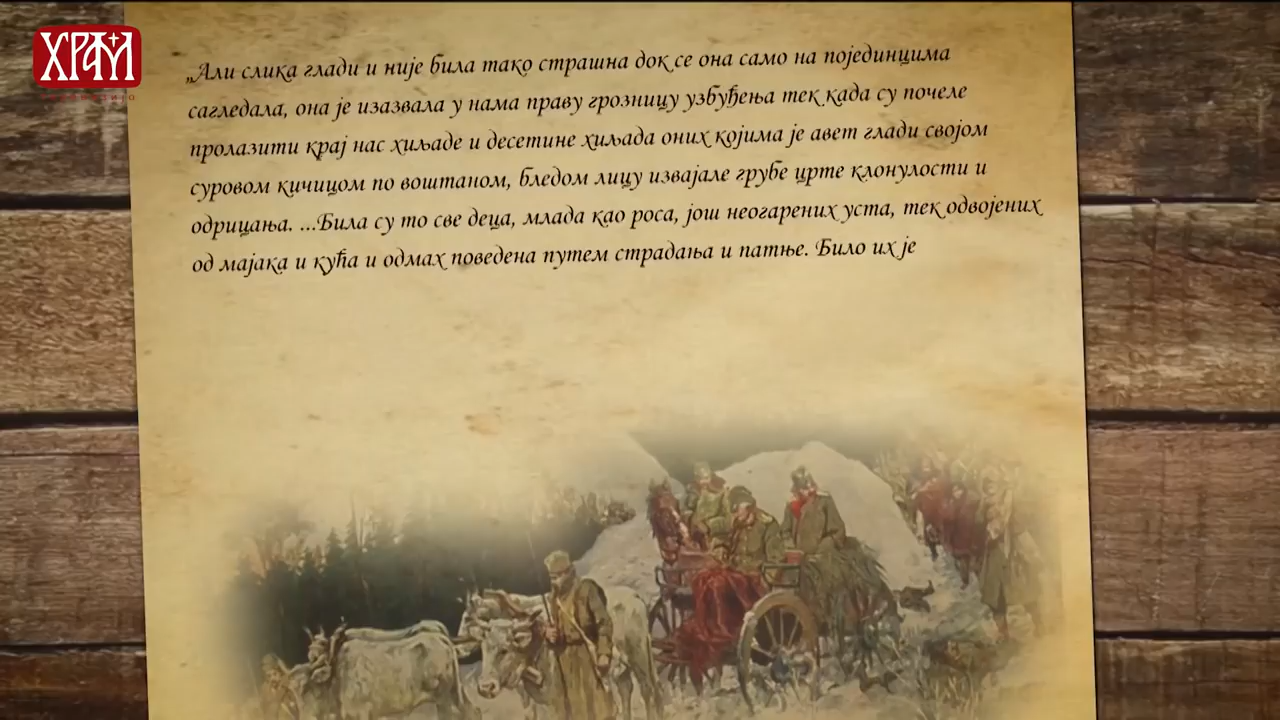 ХРАМ
„Али слика глади и није била тако страшна док се она само на појединцима
сагледала, она је изазвала у нама праву грозницу узбуђења тек када су почеле
пролазити крај нас хиљаде и десетине хиљада оних којима је авет глади својом
суровом кичицом по воштаном, бледом лицу извајале грубе црте клонулости и
одрицања. ...Била су то све деца, млада као роса, још неогарених уста, тек одвојених
од мајака и кућа и одмах поведена путем страдања и патње. Било их је